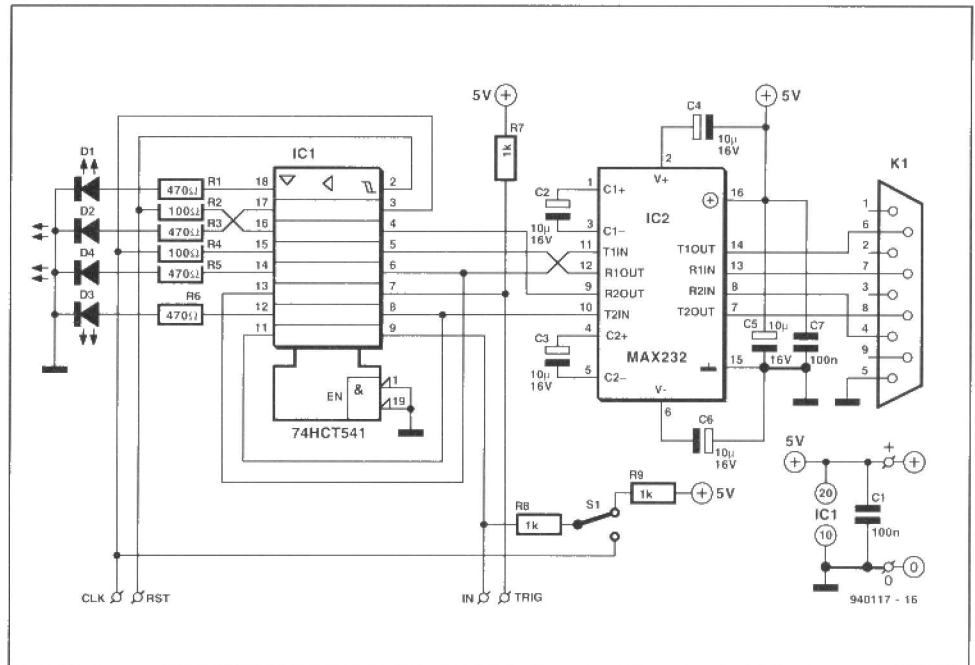 5V
C4
10μ
16V
5V
R7
1k
K1
IC1
D1
R1
470Ω
18
2
R2
100Ω
17
3
D2
R3
470Ω
16
4
R4
100Ω
15
5
D4
R5
470Ω
14
6
13
7
D3
R6
470Ω
12
8
11
9
EN
&
1
19
74HCT541
2
V+
C2
10μ
16V
1
C1+
IC2
16
3
C1−
11
T1IN
T1OUT
14
12
R1OUT
R1IN
13
9
R2OUT
R2IN
8
10
T2IN
T2OUT
7
C3
10μ
16V
4
C2+
MAX232
5
C2−
15
V-
6
C5
10μ
16V
C7
100n
C6
10μ
16V
1
6
2
7
3
8
4
9
5
R8
1k
S1
R9
1k
5V
5V
+
20
IC1
10
C1
100n
0
0
CLK
RST
IN
TRIG
940117 - 16